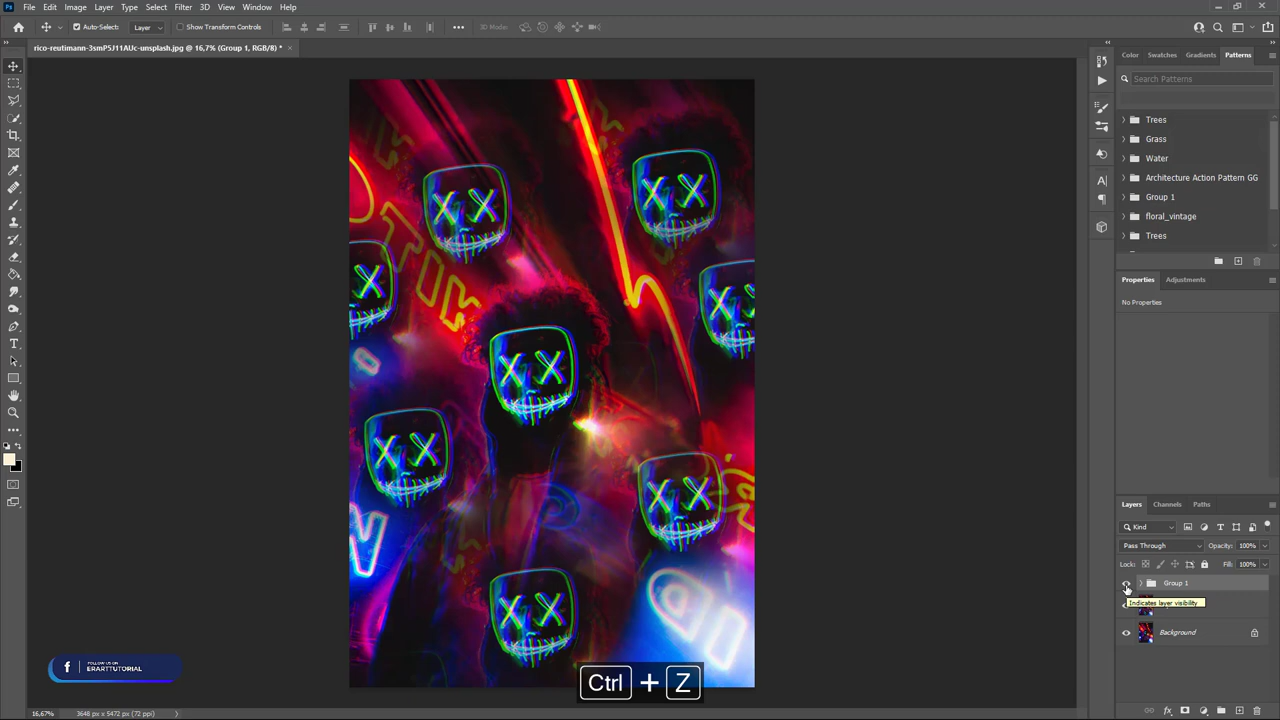 Ps File Edit Image Layer Type Select Filter 3D View Window Help
Auto-Select: Layer Show Transform Controls 3D Mode:
rico-reutimann-3smP5J11AUc-unsplash.jpg @ 16,7% (Group 1, RGB/8) *
Color Swatches Gradients Patterns
Search Patterns
Trees
Grass
Water
Architecture Action Pattern GG
Group 1
floral_vintage
Trees
Properties Adjustments
No Properties
Layers Channels Paths
Kind
Pass Through Opacity: 100%
Lock: Fill: 100%
Group 1
Indicates layer visibility
Background
f FOLLOW US ON
ERARTTUTORIAL
Ctrl + Z
16,67% 3648 px x 5472 px (72 ppi)